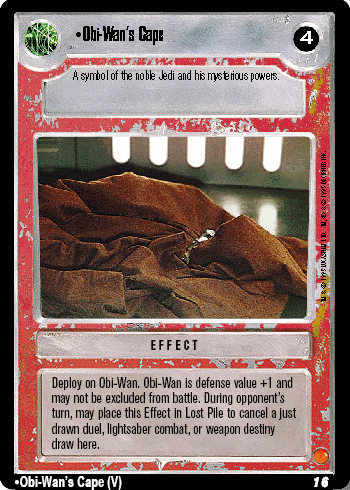 •Obi-Wan's Cape
4
A symbol of the noble Jedi and his mysterious powers.
EFFECT
Deploy on Obi-Wan. Obi-Wan is defense value +1 and
may not be excluded from battle. During opponent's
turn, may place this Effect in Lost Pile to cancel a just
drawn duel, lightsaber combat, or weapon destiny
draw here.
•Obi-Wan's Cape (V)
16